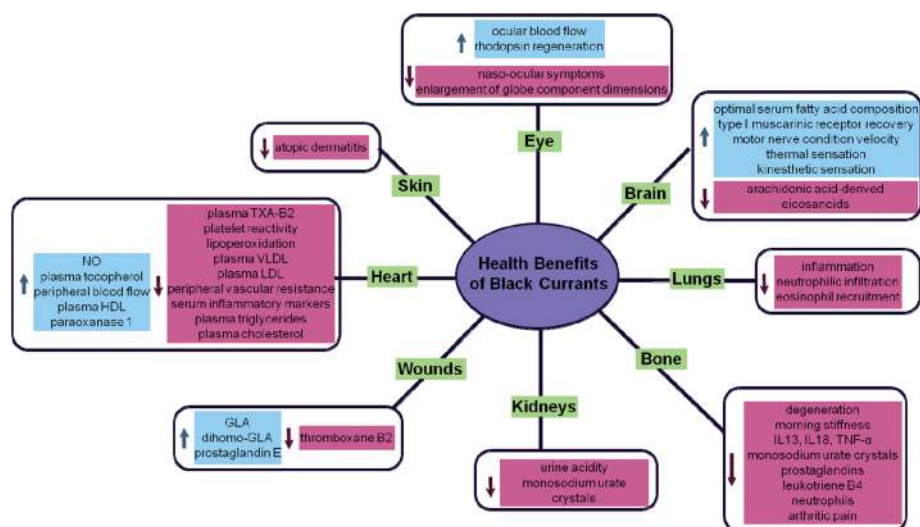 ocular blood flow
rhodopsin regeneration
naso-ocular symptoms
enlargement of globe component dimensions
Eye
optimal serum fatty acid composition
type I muscarinic receptor recovery
motor nerve condition velocity
thermal sensation
kinesthetic sensation
arachidonic acid-derived
eicosanoids
Brain
atopic dermatitis
Skin
NO
plasma tocopherol
peripheral blood flow
plasma HDL
paraoxanase 1
plasma TXA-B2
platelet reactivity
lipoperoxidation
plasma VLDL
plasma LDL
peripheral vascular resistance
serum inflammatory markers
plasma triglycerides
plasma cholesterol
Heart
Health Benefits
of Black Currants
Lungs
inflammation
neutrophilic infiltration
eosinophil recruitment
Wounds
GLA
dihomo-GLA
prostaglandin E
thromboxane B2
Kidneys
urine acidity
monosodium urate
crystals
Bone
degeneration
morning stiffness
IL13, IL18, TNF-α
monosodium urate crystals
prostaglandins
leukotriene B4
neutrophils
arthritic pain